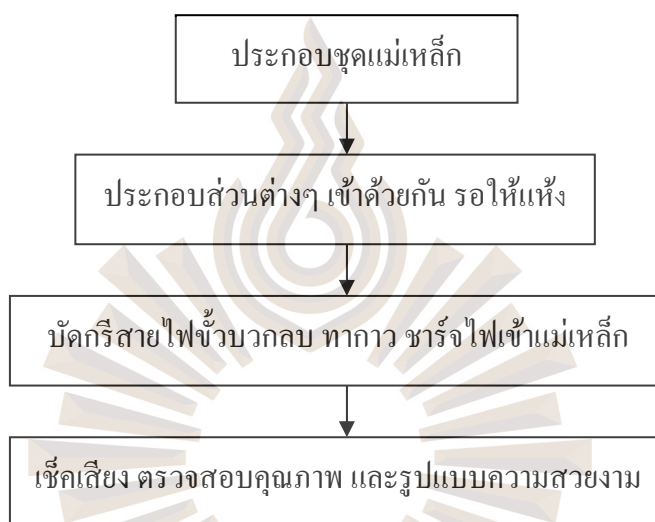 ประกอบชุดแม่เหล็ก
ประกอบส่วนต่างๆ เข้าด้วยกัน รอให้แห้ง
บัดกรีสายไฟขั้วบวกลบ ทากาว ชาร์จไฟเข้าแม่เหล็ก
เช็คเสียง ตรวจสอบคุณภาพ และรูปแบบความสวยงาม